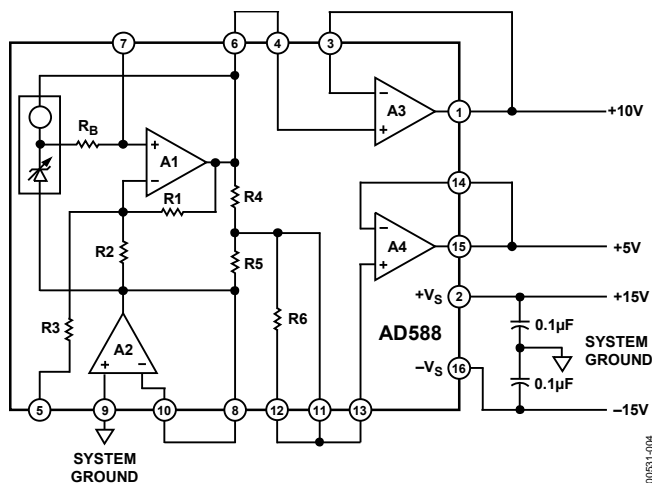 7
6
4
3
RB
A1
A3
1
+10V
R1
R4
14
R2
R5
A4
15
+5V
R3
R6
+VS
2
+15V
A2
AD588
0.1µF
SYSTEM
GROUND
–VS
16
0.1µF
–15V
5
9
10
8
12
11
13
SYSTEM
GROUND
00531-004